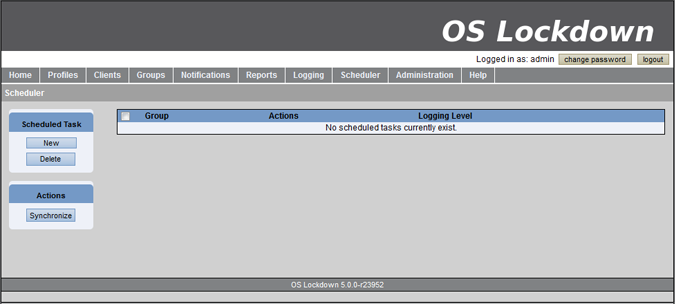 OS Lockdown
Logged in as: admin change password logout
Home Profiles Clients Groups Notifications Reports Logging Scheduler Administration Help
Scheduler
Scheduled Task
New
Delete
Actions
Synchronize
Group Actions Logging Level
No scheduled tasks currently exist.
OS Lockdown 5.0.0-r23952